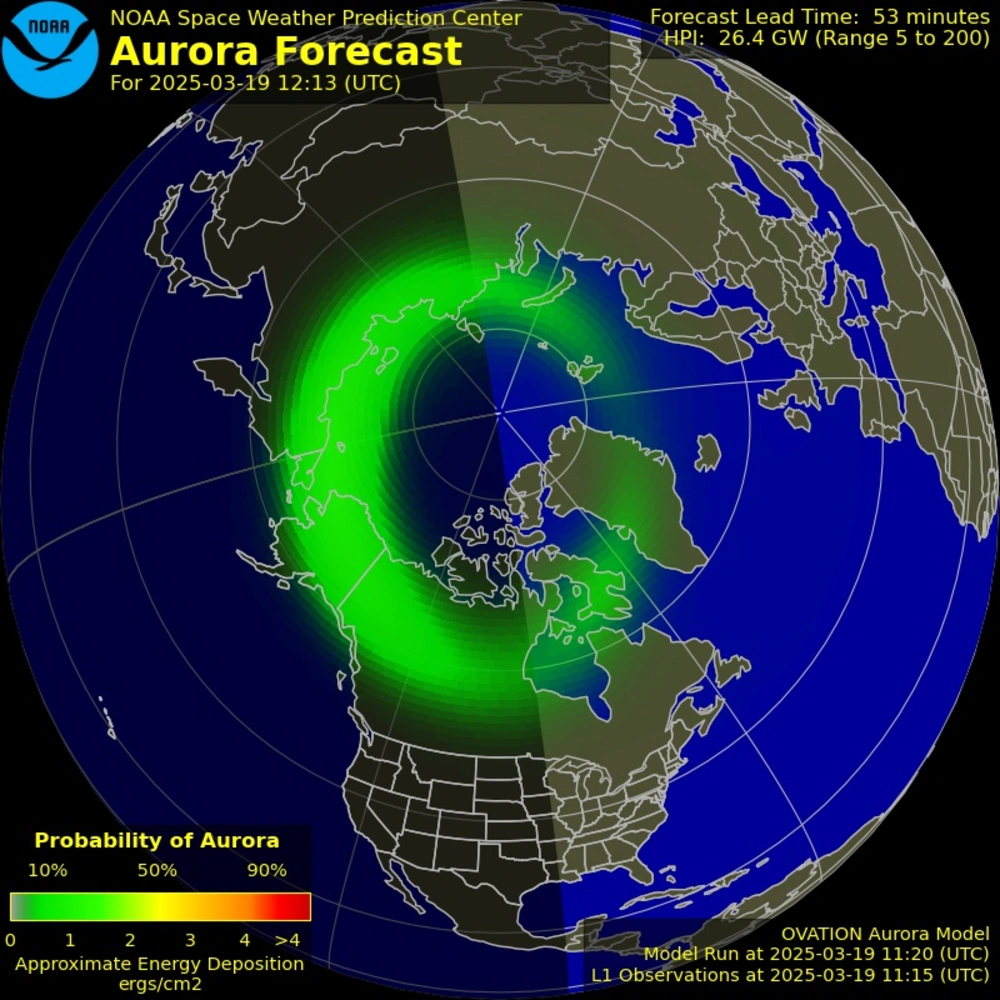 NOAA
NOAA Space Weather Prediction Center
Aurora Forecast
For 2025-03-19 12:13 (UTC)
Forecast Lead Time: 53 minutes
HPI: 26.4 GW (Range 5 to 200)
Probability of Aurora
10% 50% 90%
0 1 2 3 4 >4
Approximate Energy Deposition
ergs/cm2
OVATION Aurora Model
Model Run at 2025-03-19 11:20 (UTC)
L1 Observations at 2025-03-19 11:15 (UTC)